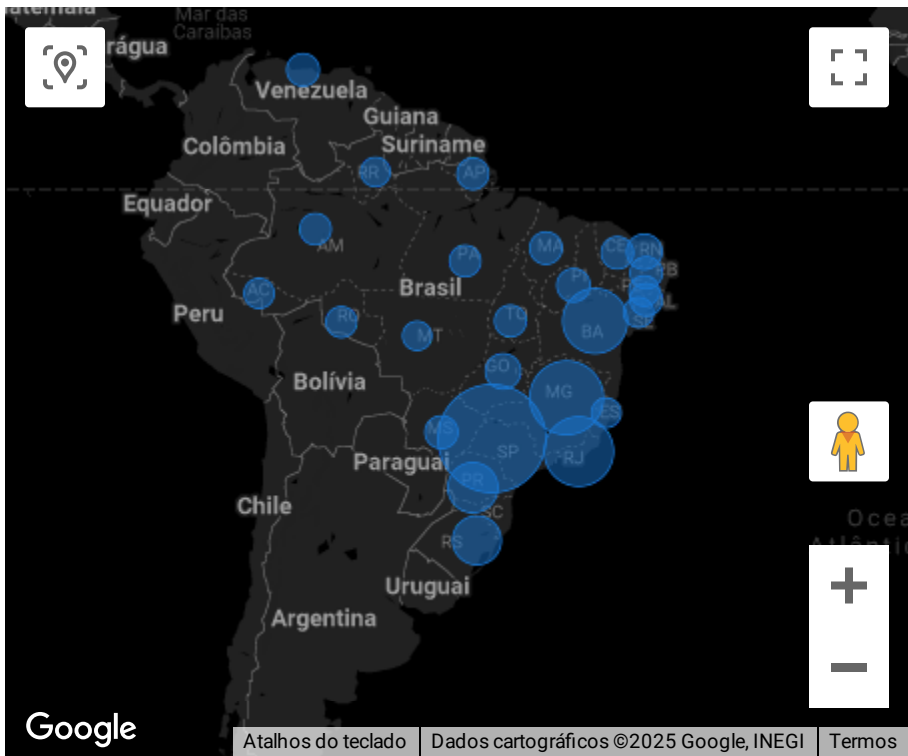 Mar das
Caraíbas
Venezuela
Guiana
Colômbia
Suriname
RR
AP
Equador
AM
MA
CE
RN
PA
PI
PB
Brasil
AC
AL
Peru
RO
TO
SE
MT
BA
GO
Bolívia
MG
ES
MS
SP
RJ
Paraguai
PR
Chile
SC
RS
Uruguai
Argentina
Google
Atalhos do teclado
Dados cartográficos ©2025 Google, INEGI
Termos